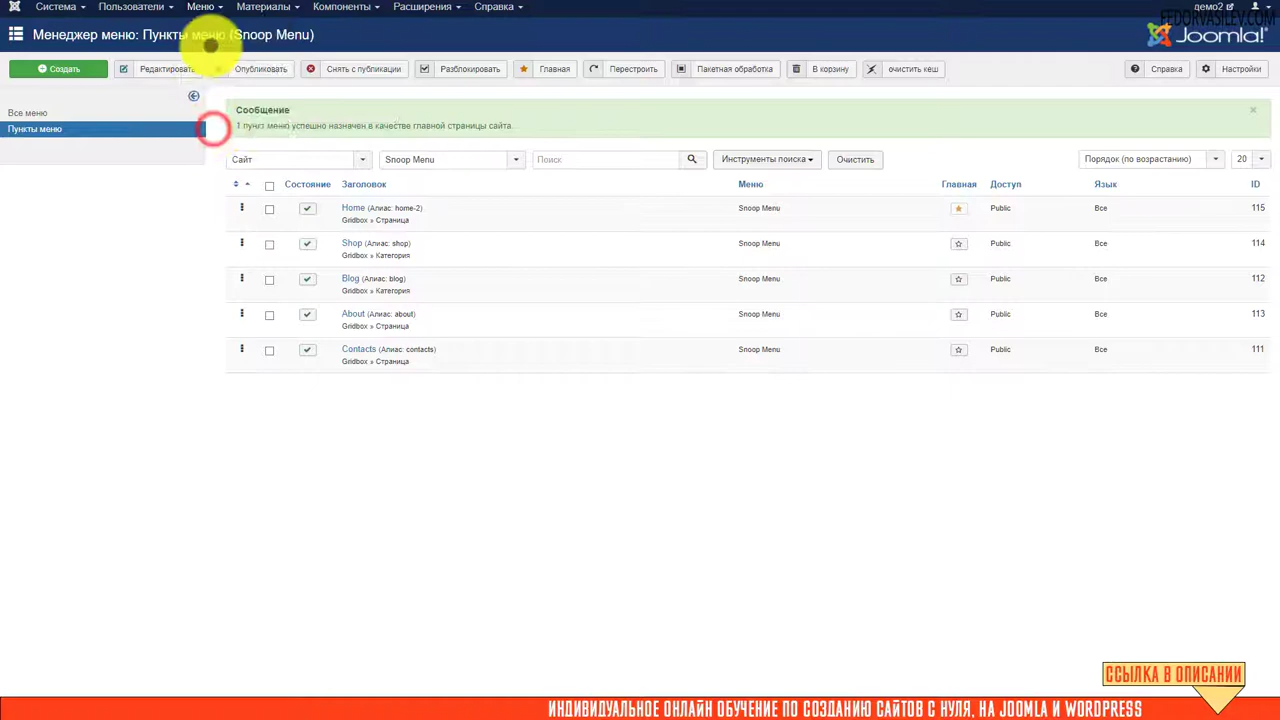 Система Пользователи Меню Материалы Компоненты Расширения Справка демо2
FEDORVASILEV.COM
Менеджер меню: Пункты меню (Snoop Menu) Joomla!
Создать Редактировать Опубликовать Снять с публикации Разблокировать Главная Перестроить Пакетная обработка В корзину очистить кеш Справка Настройки
Все меню
Пункты меню
Сообщение ×
1 пункт меню успешно назначен в качестве главной страницы сайта.
Сайт Snoop Menu Поиск Инструменты поиска Очистить Порядок (по возрастанию) 20
Состояние Заголовок Меню Главная Доступ Язык ID
Home (Алиас: home-2) Snoop Menu Public Все 115
Gridbox » Страница
Shop (Алиас: shop) Snoop Menu Public Все 114
Gridbox » Категория
Blog (Алиас: blog) Snoop Menu Public Все 112
Gridbox » Категория
About (Алиас: about) Snoop Menu Public Все 113
Gridbox » Страница
Contacts (Алиас: contacts) Snoop Menu Public Все 111
Gridbox » Страница
ССЫЛКА В ОПИСАНИИ
ИНДИВИДУАЛЬНОЕ ОНЛАЙН ОБУЧЕНИЕ ПО СОЗДАНИЮ САЙТОВ С НУЛЯ, НА JOOMLA И WORDPRESS